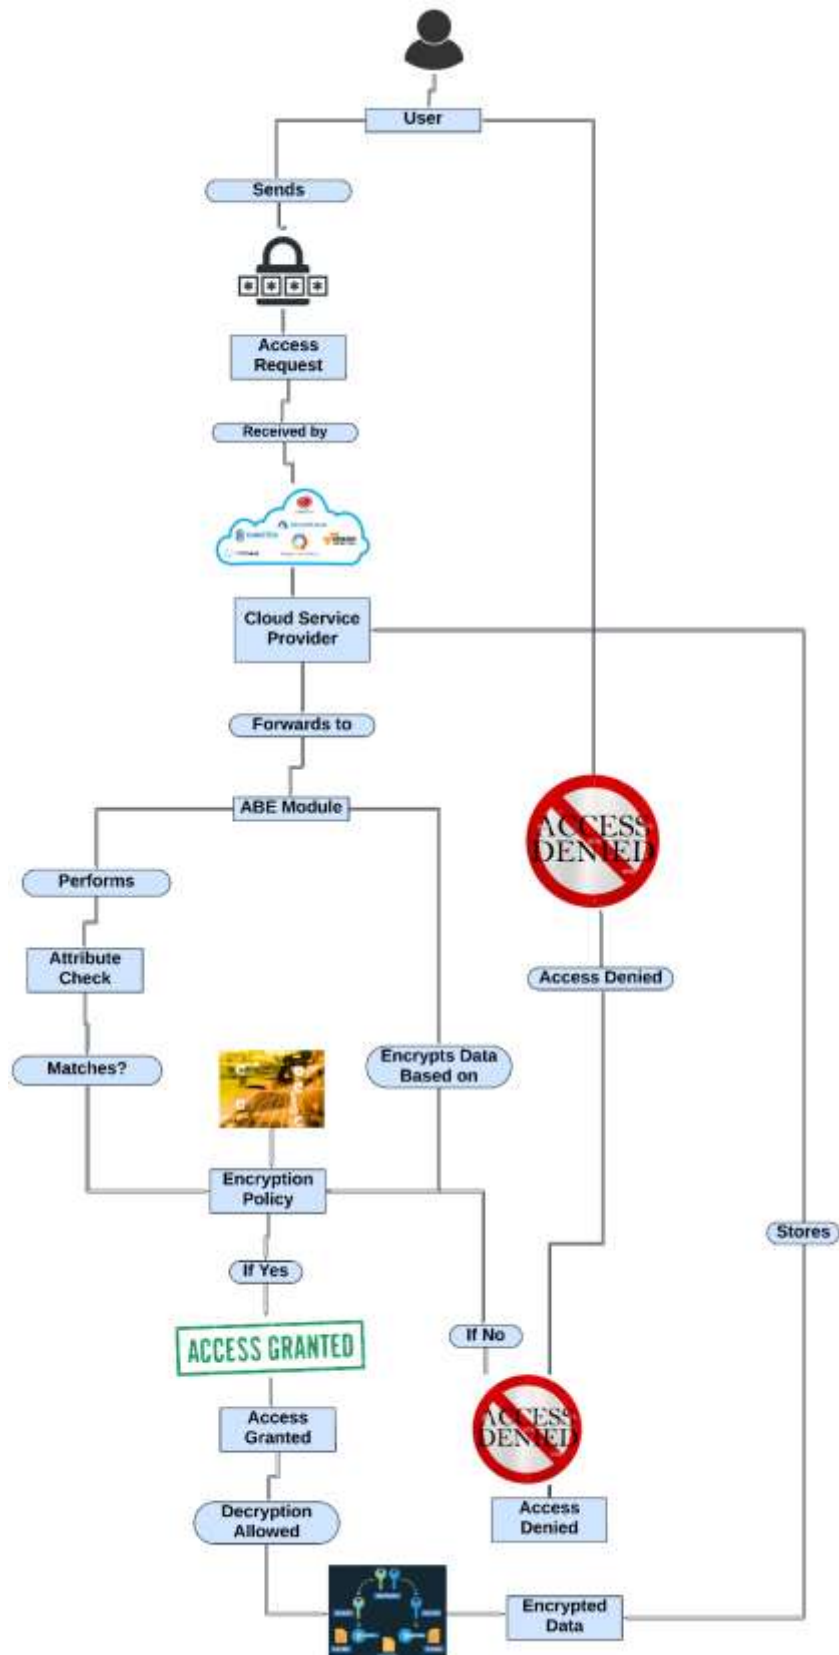 User
Sends
Access
Request
Received by
Cloud Service
Provider
Forwards to
ABE Module
ACCESS
DENIED
Performs
Attribute
Check
Access Denied
Matches?
Encrypts Data
Based on
Encryption
Policy
Stores
If Yes
If No
ACCESS GRANTED
ACCESS
DENIED
Access
Granted
Decryption
Allowed
Access
Denied
Encrypted
Data